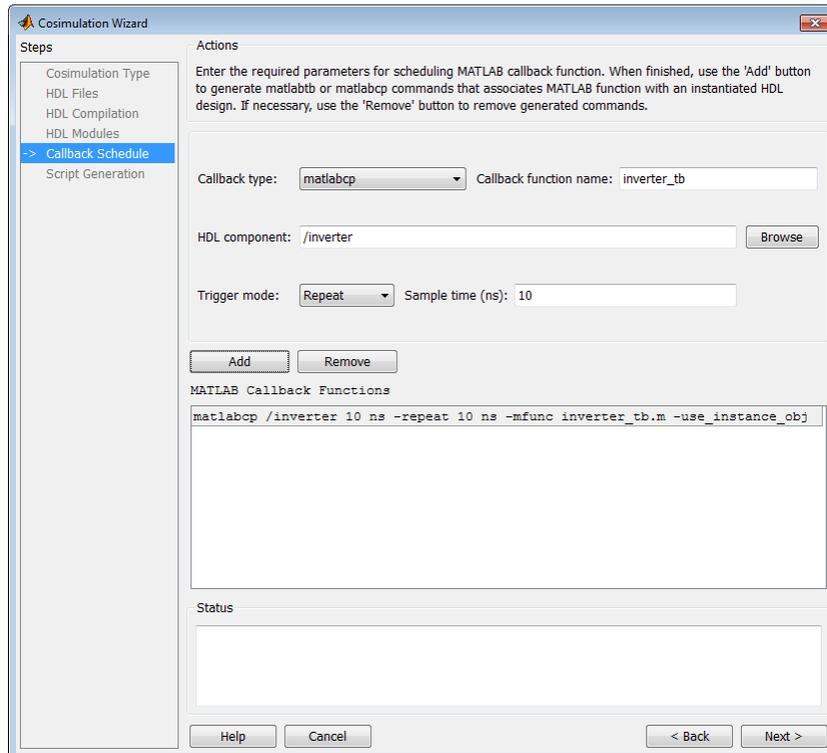 Cosimulation Wizard
Steps
Cosimulation Type
HDL Files
HDL Compilation
HDL Modules
-> Callback Schedule
Script Generation
Actions
Enter the required parameters for scheduling MATLAB callback function. When finished, use the 'Add' button
to generate matlabtb or matlabcp commands that associates MATLAB function with an instantiated HDL
design. If necessary, use the 'Remove' button to remove generated commands.
Callback type: matlabcp Callback function name: inverter_tb
HDL component: /inverter Browse
Trigger mode: Repeat Sample time (ns): 10
Add Remove
MATLAB Callback Functions
matlabcp /inverter 10 ns -repeat 10 ns -mfunc inverter_tb.m -use_instance_obj
Status
Help Cancel < Back Next >